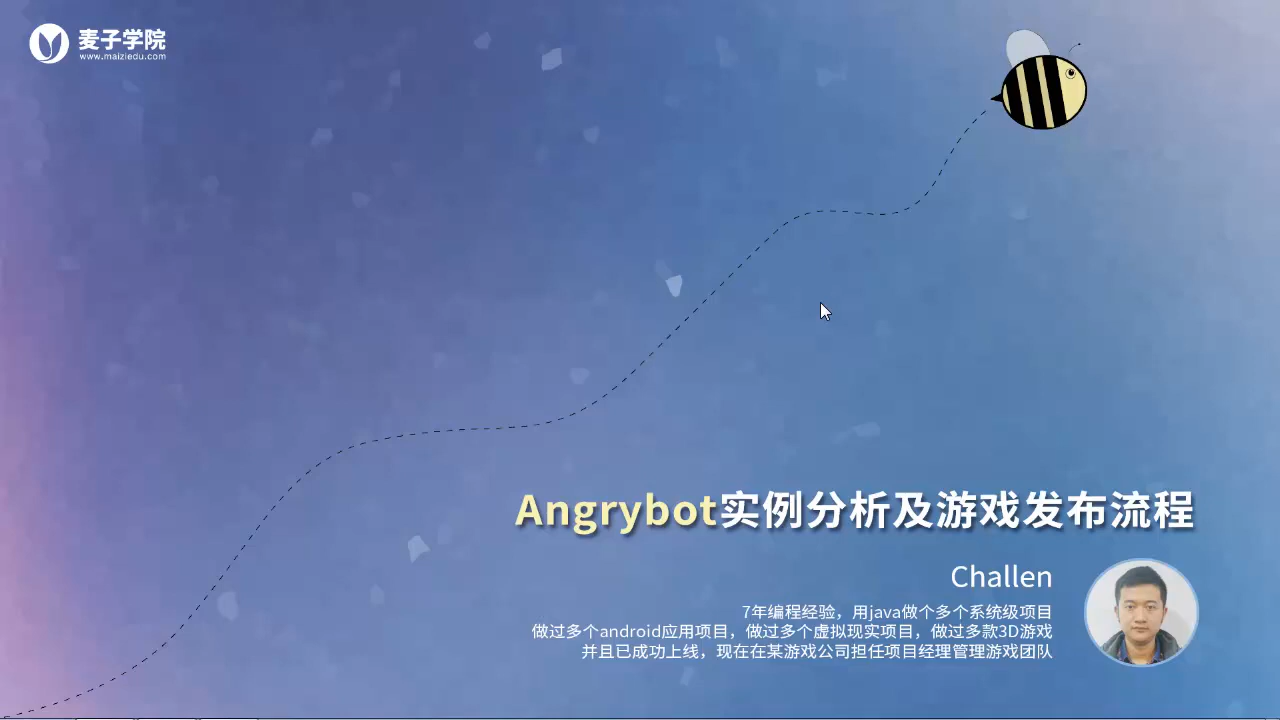 麦子学院
www.maiziedu.com
Angrybot实例分析及游戏发布流程
Challen
7年编程经验，用java做个多个系统级项目
做过多个android应用项目，做过多个虚拟现实项目，做过多款3D游戏
并且已成功上线，现在在某游戏公司担任项目经理管理游戏团队